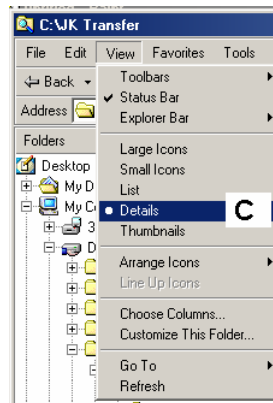 C:\JK Transfer
File Edit View Favorites Tools
Back
Address
Folders
Desktop
My D
My C
3
D
Toolbars
Status Bar
Explorer Bar
Large Icons
Small Icons
List
Details
C
Thumbnails
Arrange Icons
Line Up Icons
Choose Columns...
Customize This Folder...
Go To
Refresh